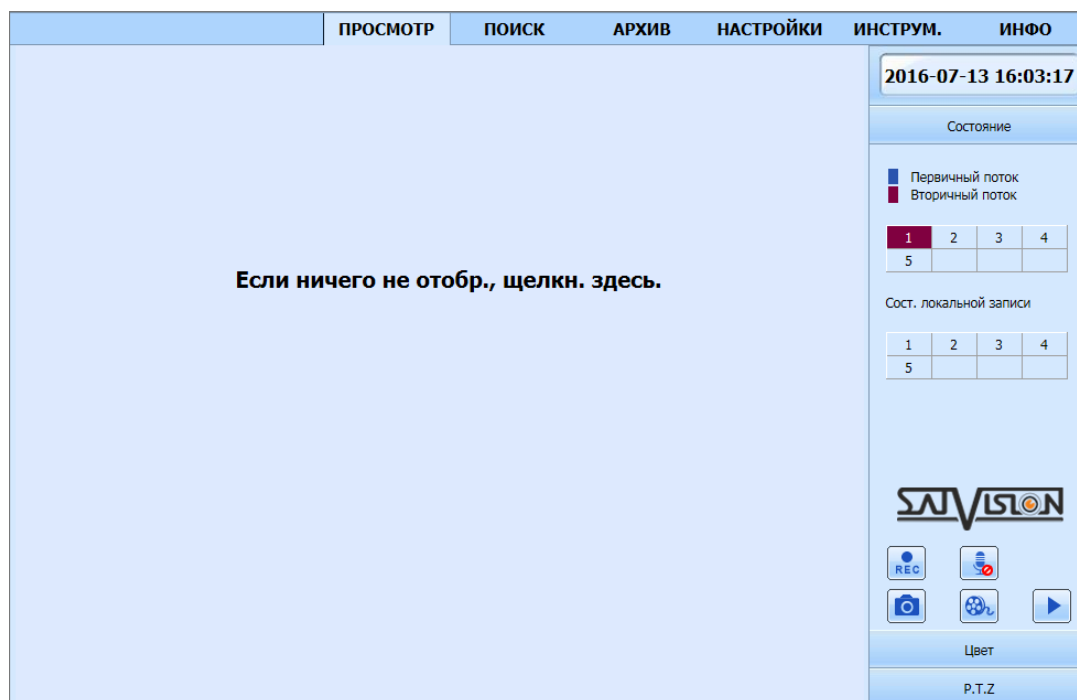 ПРОСМОТР ПОИСК АРХИВ НАСТРОЙКИ ИНСТРУМ. ИНФО
2016-07-13 16:03:17
Состояние
Первичный поток
Вторичный поток
1 2 3 4
5
Если ничего не отобр., щелкн. здесь.
Сост. локальной записи
1 2 3 4
5
SATVISION
REC
Цвет
P.T.Z